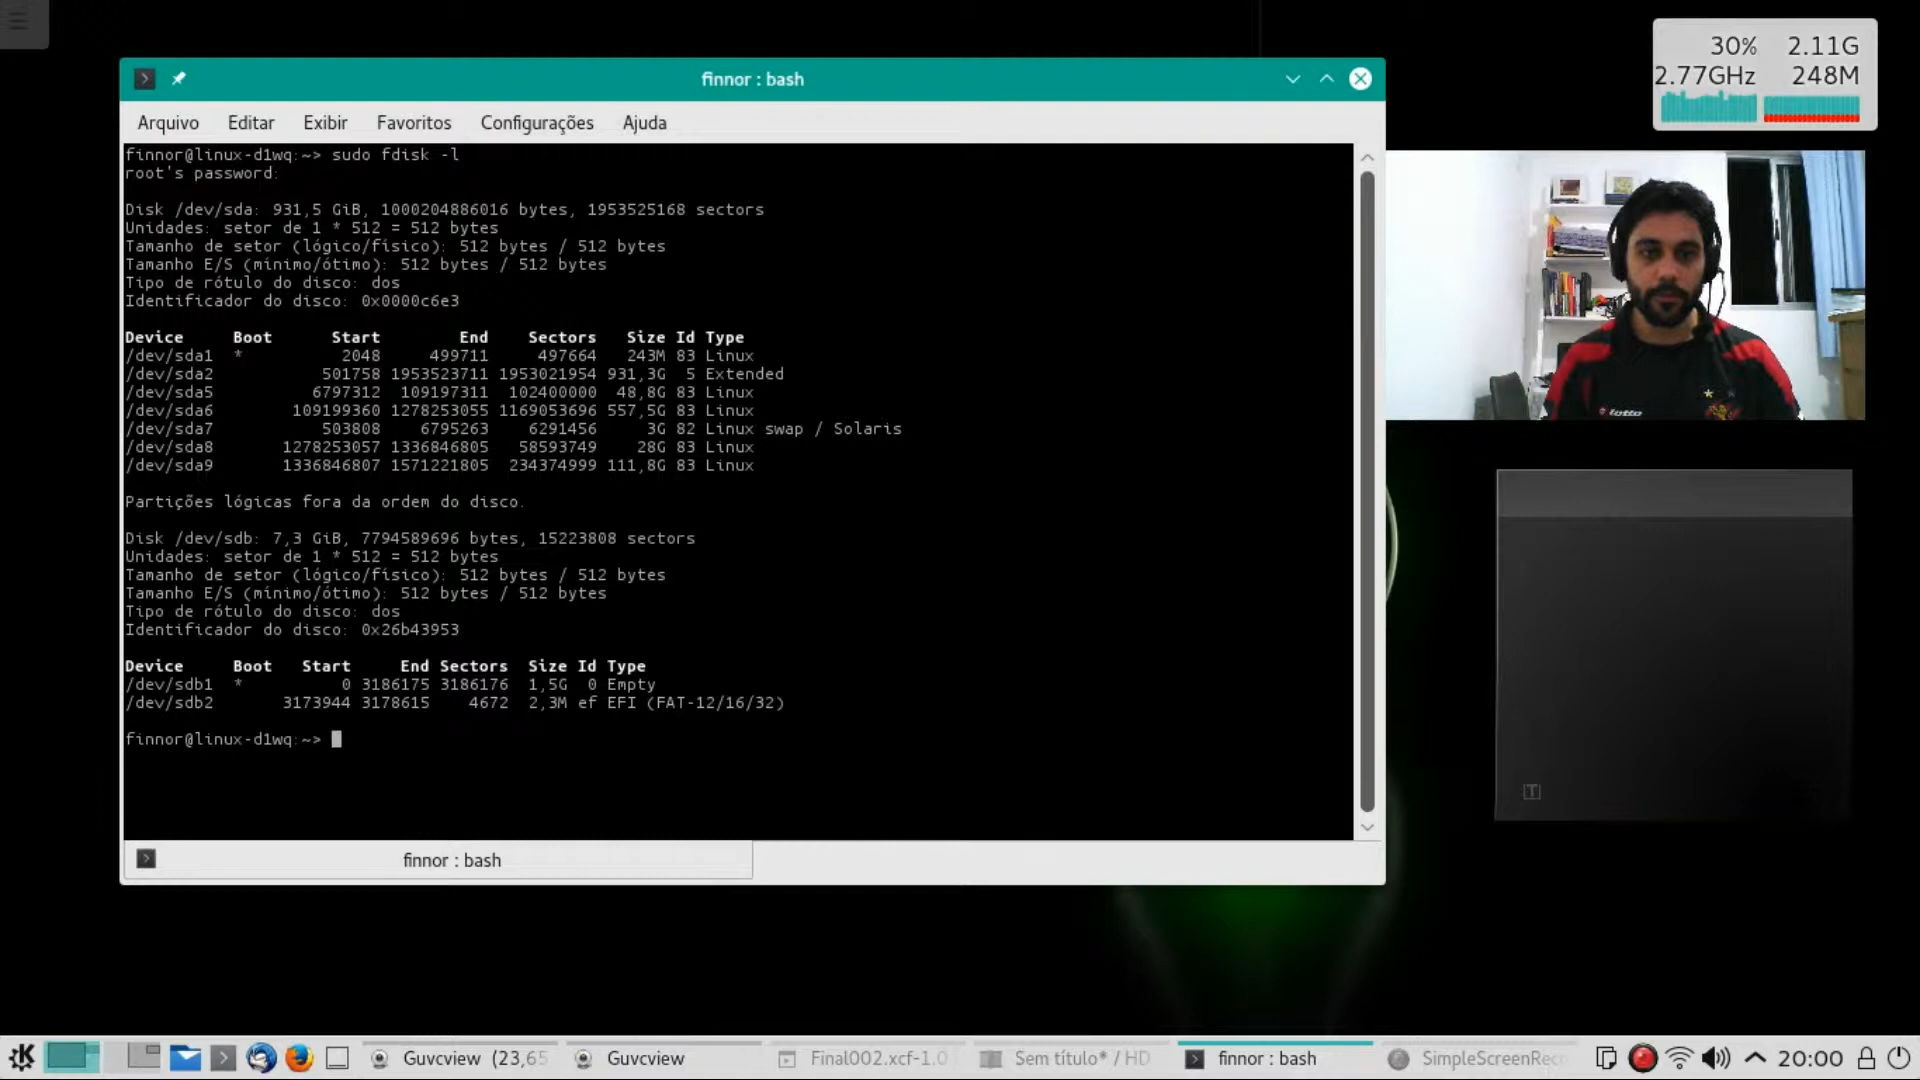 30% 2.11G
2.77GHz 248M
finnor : bash
Arquivo Editar Exibir Favoritos Configurações Ajuda
finnor@linux-d1wq:~> sudo fdisk -l
root's password:
Disk /dev/sda: 931,5 GiB, 1000204886016 bytes, 1953525168 sectors
Unidades: setor de 1 * 512 = 512 bytes
Tamanho de setor (lógico/físico): 512 bytes / 512 bytes
Tamanho E/S (mínimo/ótimo): 512 bytes / 512 bytes
Tipo de rótulo do disco: dos
Identificador do disco: 0x0000c6e3
Device Boot Start End Sectors Size Id Type
/dev/sda1 * 2048 499711 497664 243M 83 Linux
/dev/sda2 501758 1953523711 1953021954 931,3G 5 Extended
/dev/sda5 6797312 109197311 102400000 48,8G 83 Linux
/dev/sda6 109199360 1278253055 1169053696 557,5G 83 Linux
/dev/sda7 503808 6795263 6291456 3G 82 Linux swap / Solaris
/dev/sda8 1278253057 1336846805 58593749 28G 83 Linux
/dev/sda9 1336846807 1571221805 234374999 111,8G 83 Linux
Partições lógicas fora da ordem do disco.
Disk /dev/sdb: 7,3 GiB, 7794589696 bytes, 15223808 sectors
Unidades: setor de 1 * 512 = 512 bytes
Tamanho de setor (lógico/físico): 512 bytes / 512 bytes
Tamanho E/S (mínimo/ótimo): 512 bytes / 512 bytes
Tipo de rótulo do disco: dos
Identificador do disco: 0x26b43953
Device Boot Start End Sectors Size Id Type
/dev/sdb1 * 0 3186175 3186176 1,5G 0 Empty
/dev/sdb2 3173944 3178615 4672 2,3M ef EFI (FAT-12/16/32)
finnor@linux-d1wq:~>
finnor : bash
lotto
Guvcview (23,65 Guvcview Final002.xcf-1.0 Sem título* / HD finnor : bash SimpleScreenRec 20:00